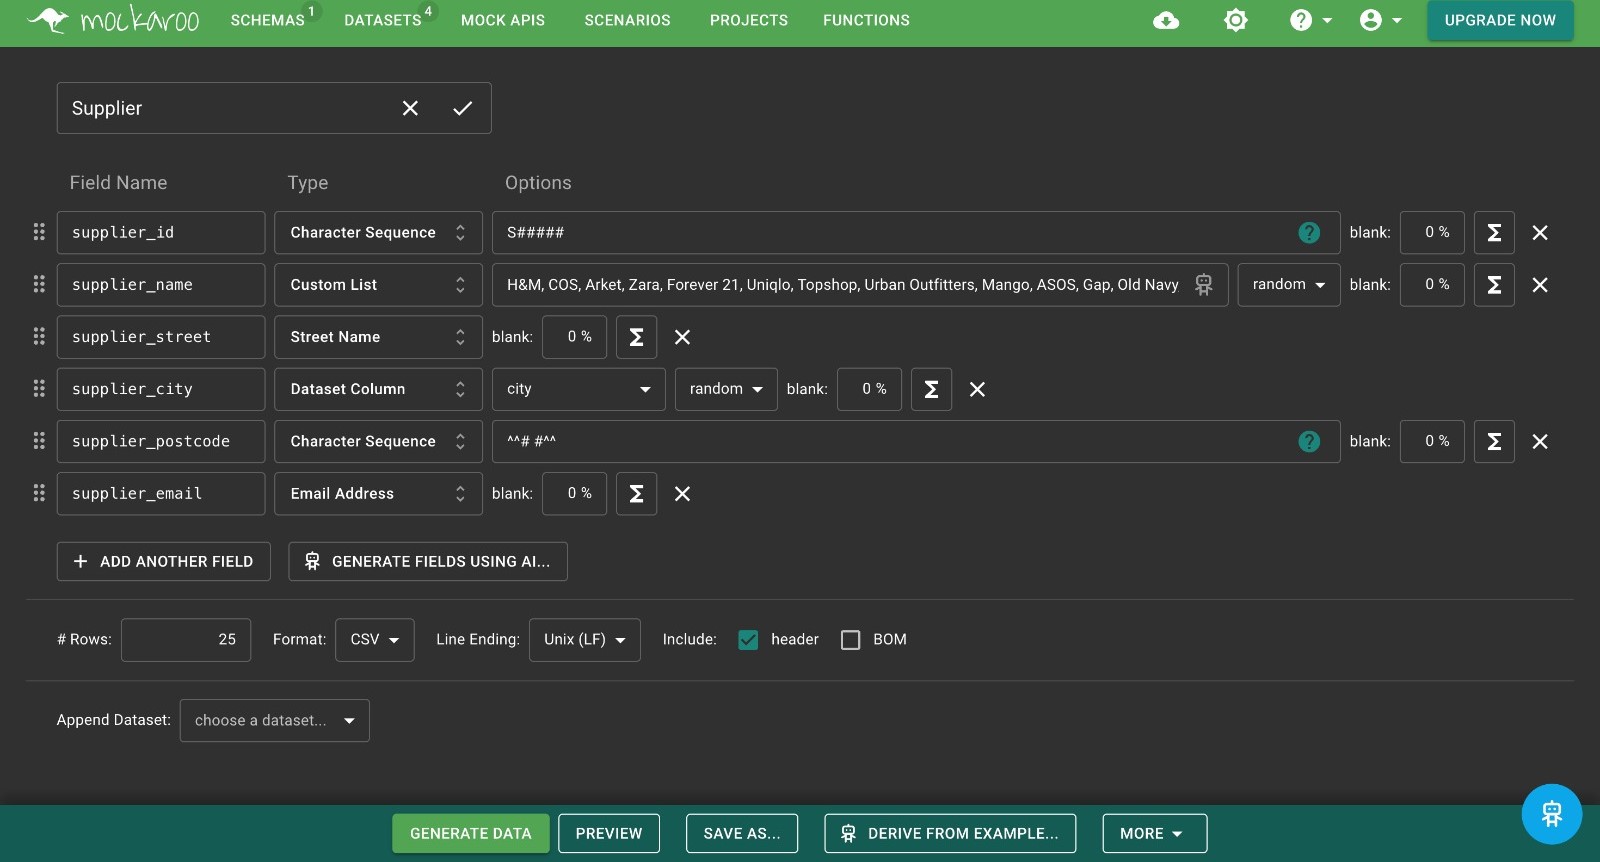 mockaroo SCHEMAS 1 DATASETS 4 MOCK APIS SCENARIOS PROJECTS FUNCTIONS ? UPGRADE NOW
Supplier
Field Name Type Options
supplier_id Character Sequence S##### ? blank: 0 % Σ
supplier_name Custom List H&M, COS, Arket, Zara, Forever 21, Uniqlo, Topshop, Urban Outfitters, Mango, ASOS, Gap, Old Navy random blank: 0 % Σ
supplier_street Street Name blank: 0 % Σ
supplier_city Dataset Column city random blank: 0 % Σ
supplier_postcode Character Sequence ^^# #^^ ? blank: 0 % Σ
supplier_email Email Address blank: 0 % Σ
+ ADD ANOTHER FIELD GENERATE FIELDS USING AI...
# Rows: 25 Format: CSV Line Ending: Unix (LF) Include: header BOM
Append Dataset: choose a dataset...
GENERATE DATA PREVIEW SAVE AS... DERIVE FROM EXAMPLE... MORE